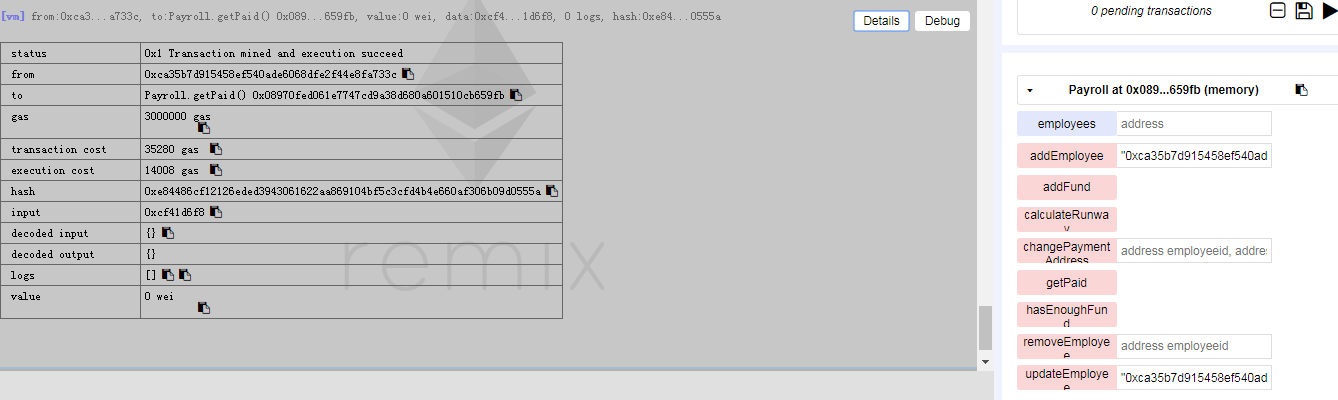 [vm] from:0xca3...a733c, to:Payroll.getPaid() 0x089...659fb, value:0 wei, data:0xcf4...1d6f8, 0 logs, hash:0xe84...0555a
Details
Debug
status 0x1 Transaction mined and execution succeed
from 0xca35b7d915458ef540ade6068dfe2f44e8fa733c
to Payroll.getPaid() 0x08970fed061e7747cd9a38d680a601510cb659fb
gas 3000000 gas
transaction cost 35280 gas
execution cost 14008 gas
hash 0xe84486cf12126eded3943061622aa869104bf5c3cfd4b4e660af306b09d0555a
input 0xcf41d6f8
decoded input {}
decoded output {}
logs []
value 0 wei
remix
0 pending transactions
Payroll at 0x089...659fb (memory)
employees address
addEmployee "0xca35b7d915458ef540ad
addFund
calculateRunway
changePaymentAddress address employeeid, addre
getPaid
hasEnoughFund
removeEmployee address employeeid
updateEmployee "0xca35b7d915458ef540ad